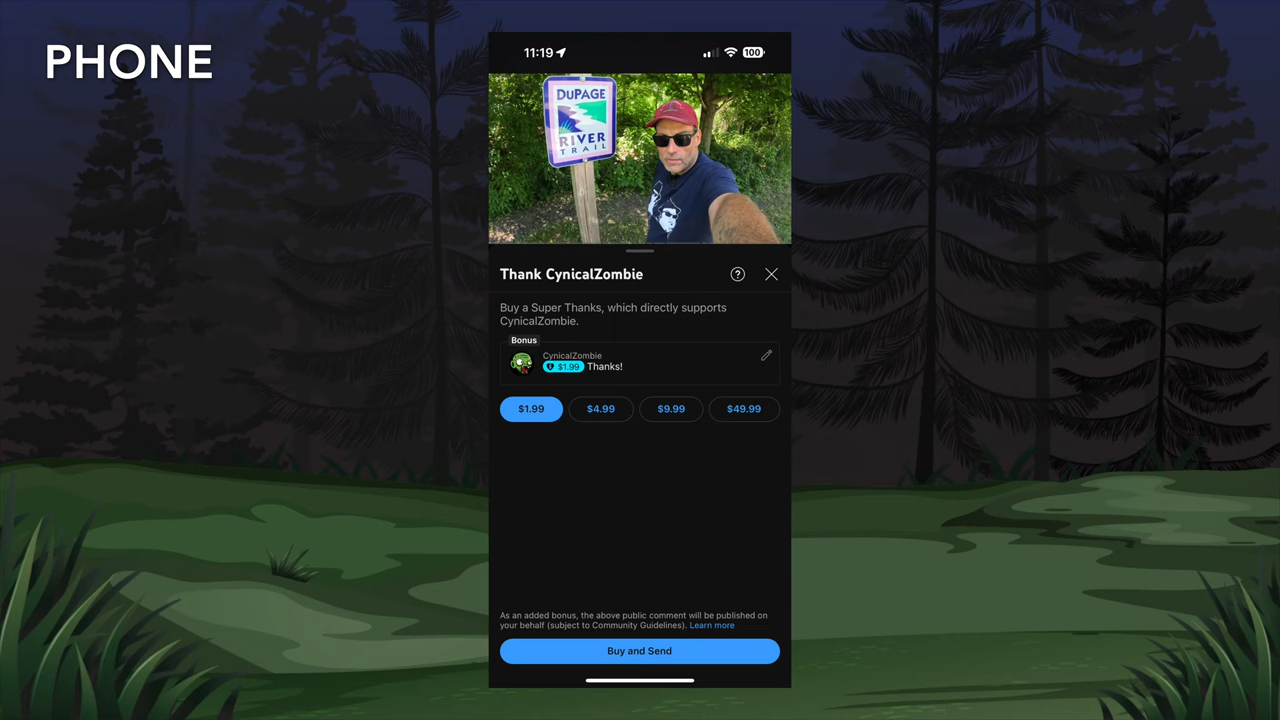 PHONE
11:19
100
DUPAGE
RIVER
TRAIL
Thank CynicalZombie
Buy a Super Thanks, which directly supports
CynicalZombie.
Bonus
CynicalZombie
$1.99 Thanks!
$1.99 $4.99 $9.99 $49.99
As an added bonus, the above public comment will be published on
your behalf (subject to Community Guidelines). Learn more
Buy and Send